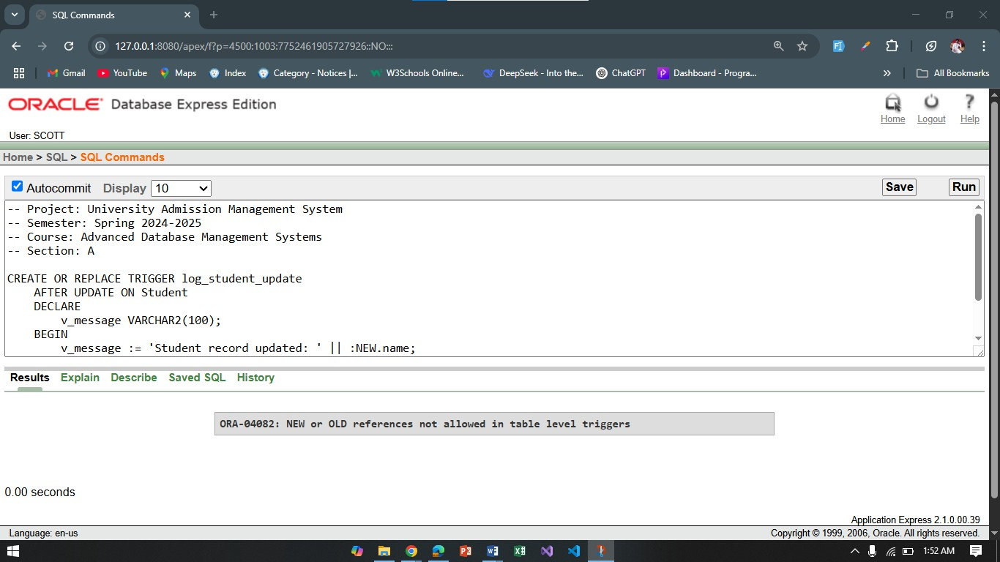 SQL Commands
127.0.0.1:8080/apex/f?p=4500:1003:7752461905727926::NO:::
Gmail
YouTube
Maps
Index
Category - Notices |...
W3Schools Online...
DeepSeek - Into the...
ChatGPT
Dashboard - Progra...
»
All Bookmarks
ORACLE Database Express Edition
Home
Logout
Help
User: SCOTT
Home > SQL > SQL Commands
Autocommit Display 10
Save
Run
-- Project: University Admission Management System
-- Semester: Spring 2024-2025
-- Course: Advanced Database Management Systems
-- Section: A
CREATE OR REPLACE TRIGGER log_student_update
AFTER UPDATE ON Student
DECLARE
v_message VARCHAR2(100);
BEGIN
v_message := 'Student record updated: ' || :NEW.name;
Results Explain Describe Saved SQL History
ORA-04082: NEW or OLD references not allowed in table level triggers
0.00 seconds
Application Express 2.1.0.00.39
Language: en-us
Copyright © 1999, 2006, Oracle. All rights reserved.
1:52 AM